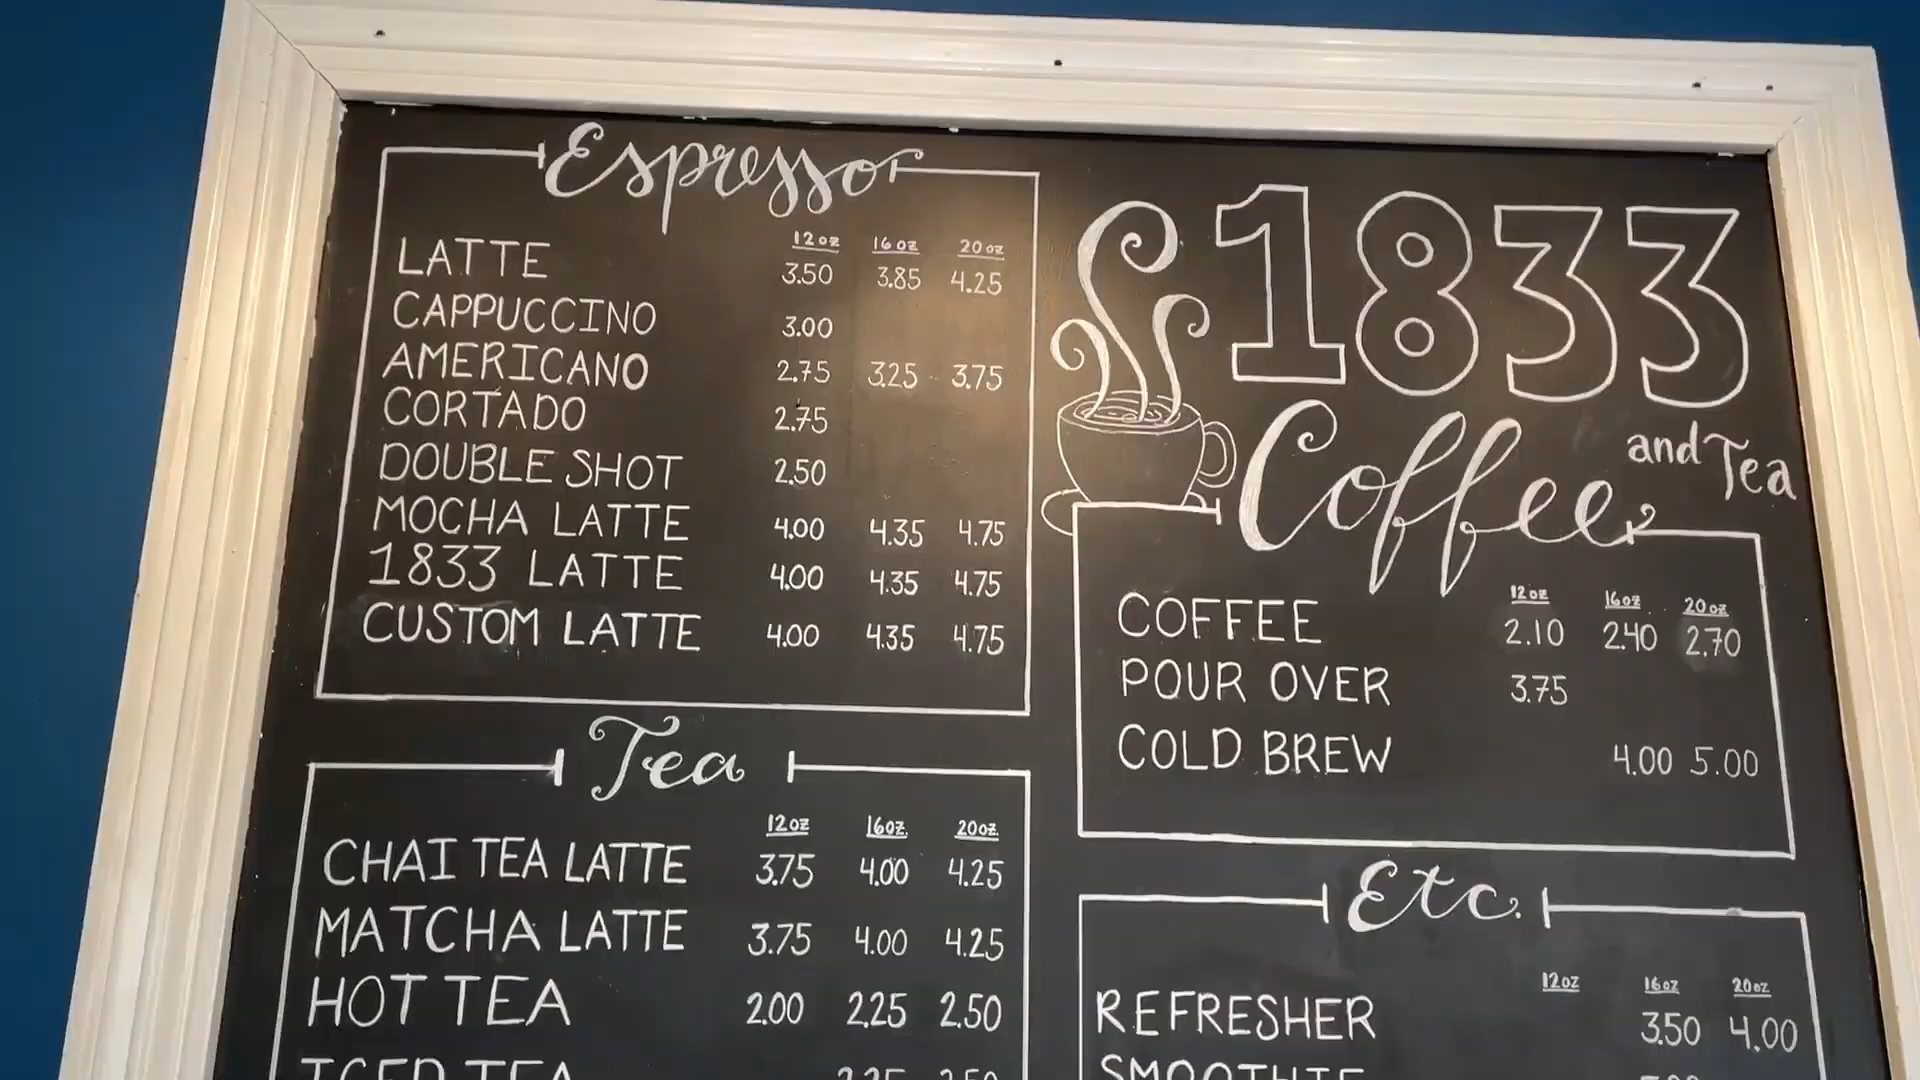 Espresso
12oz 16oz 20oz
LATTE 3.50 3.85 4.25
CAPPUCCINO 3.00
AMERICANO 2.75 3.25 3.75
CORTADO 2.75
DOUBLE SHOT 2.50
MOCHA LATTE 4.00 4.35 4.75
1833 LATTE 4.00 4.35 4.75
CUSTOM LATTE 4.00 4.35 4.75
Tea
12oz 16oz. 20oz.
CHAI TEA LATTE 3.75 4.00 4.25
MATCHA LATTE 3.75 4.00 4.25
HOT TEA 2.00 2.25 2.50
ICED TEA
1833
Coffee and Tea
12oz 16oz 20oz
COFFEE 2.10 2.40 2.70
POUR OVER 3.75
COLD BREW 4.00 5.00
Etc.
12oz 16oz 20oz
REFRESHER 3.50 4.00
SMOOTHIE